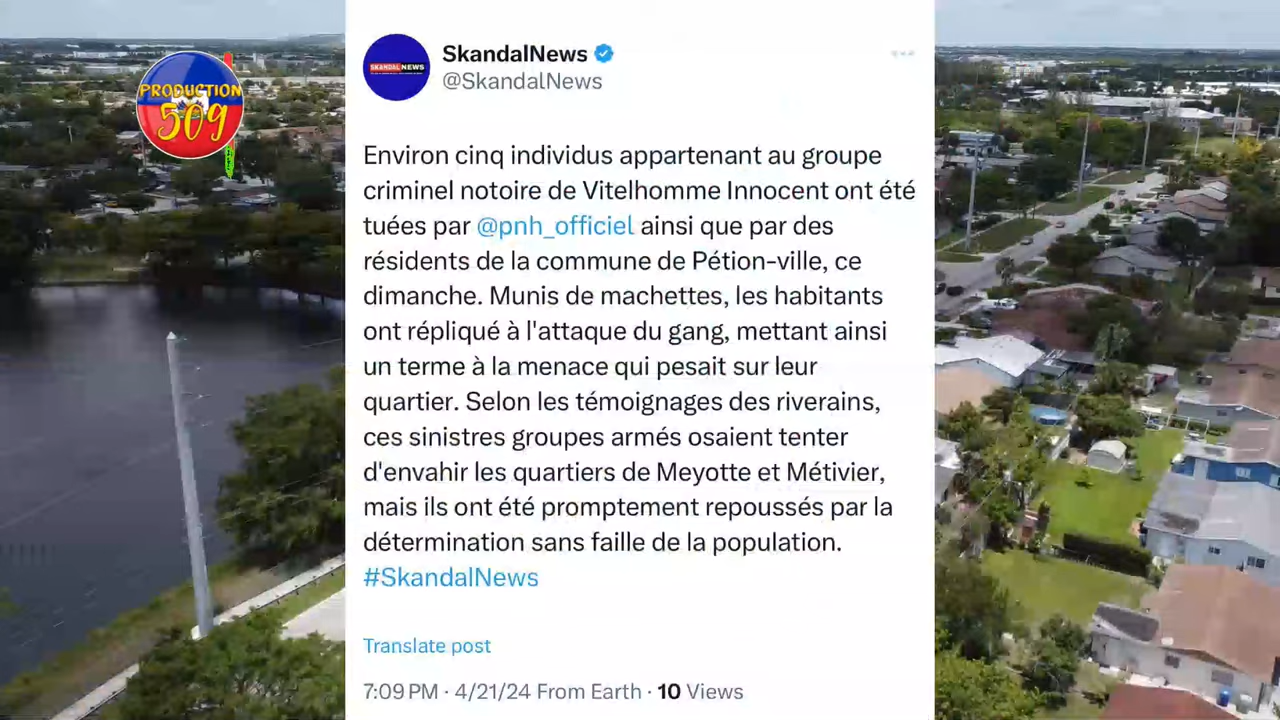 PRODUCTION
509
SKANDAL NEWS
SkandalNews
@SkandalNews
Environ cinq individus appartenant au groupe
criminel notoire de Vitelhomme Innocent ont été
tuées par @pnh_officiel ainsi que par des
résidents de la commune de Pétion-ville, ce
dimanche. Munis de machettes, les habitants
ont répliqué à l'attaque du gang, mettant ainsi
un terme à la menace qui pesait sur leur
quartier. Selon les témoignages des riverains,
ces sinistres groupes armés osaient tenter
d'envahir les quartiers de Meyotte et Métivier,
mais ils ont été promptement repoussés par la
détermination sans faille de la population.
#SkandalNews
Translate post
7:09 PM · 4/21/24 From Earth · 10 Views